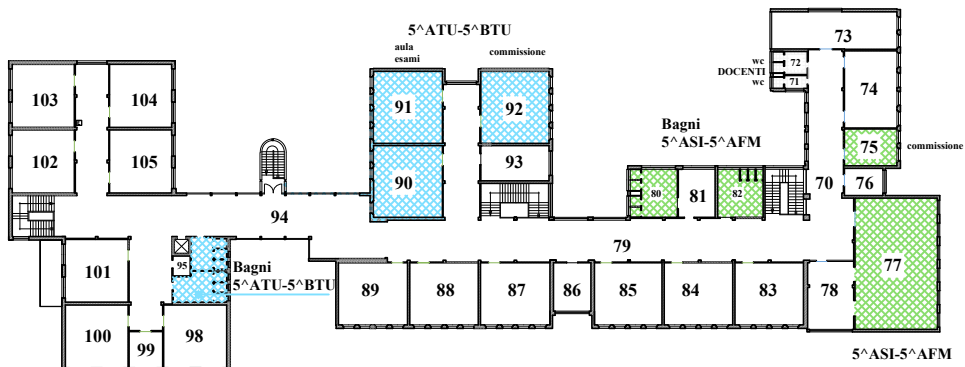 5^ATU-5^BTU
aula
esami
commissione
73
wc
DOCENTI
wc
72
71
74
103
104
91
92
Bagni
5^ASI-5^AFM
75
commissione
102
105
93
90
80
81
82
70
76
94
79
77
101
95
Bagni
5^ATU-5^BTU
89
88
87
86
85
84
83
78
100
99
98
5^ASI-5^AFM